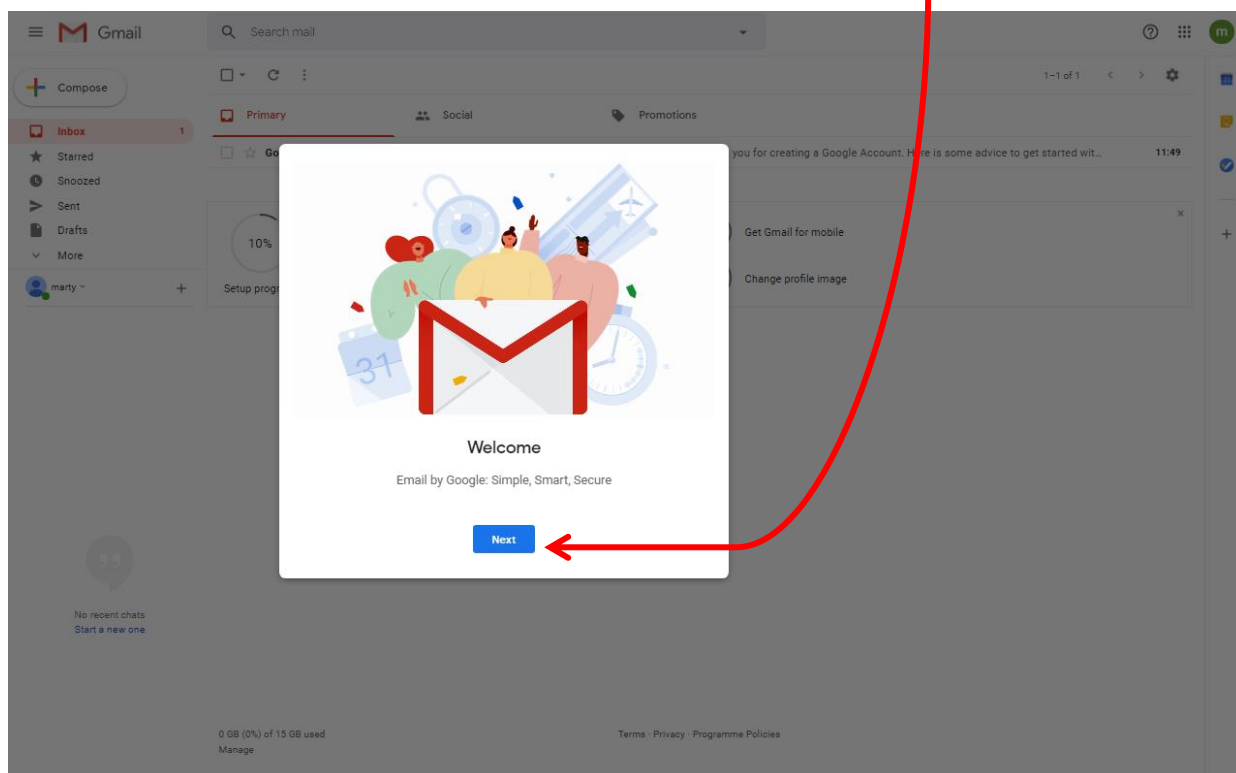 Gmail
Search mail
m
Compose
1–1 of 1
Primary
Social
Promotions
Inbox 1
Go
you for creating a Google Account. Here is some advice to get started wit...
11:49
Starred
Snoozed
Sent
Drafts
More
10%
Get Gmail for mobile
×
marty
Setup progr
Change profile image
31
Welcome
Email by Google: Simple, Smart, Secure
Next
No recent chats
Start a new one
0 GB (0%) of 15 GB used
Manage
Terms · Privacy · Programme Policies